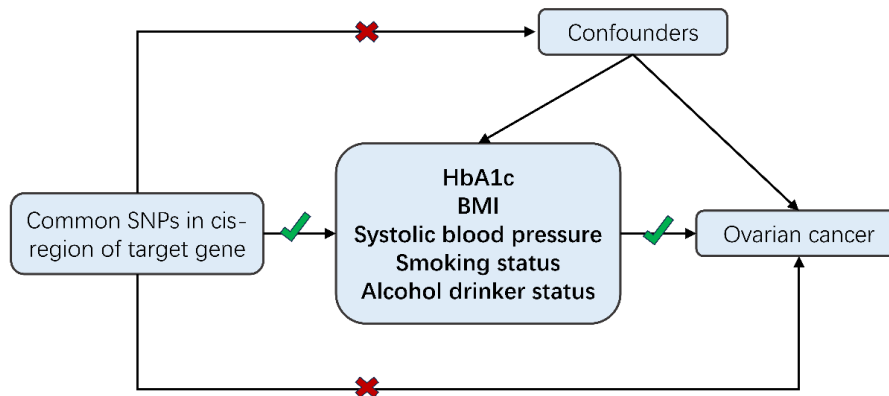 Confounders
Common SNPs in cis-
region of target gene
HbA1c
BMI
Systolic blood pressure
Smoking status
Alcohol drinker status
Ovarian cancer